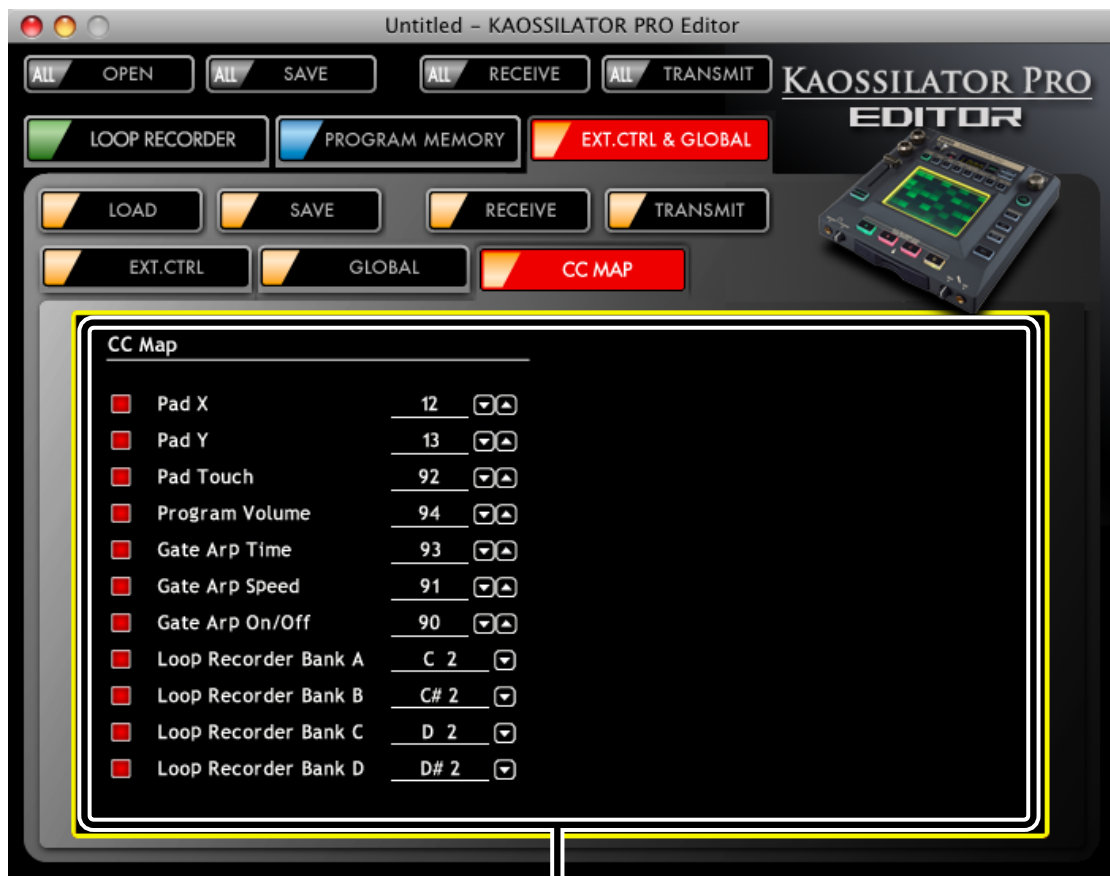 Untitled – KAOSSILATOR PRO Editor
ALL OPEN ALL SAVE ALL RECEIVE ALL TRANSMIT
KAOSSILATOR PRO
EDITOR
LOOP RECORDER PROGRAM MEMORY EXT.CTRL & GLOBAL
LOAD SAVE RECEIVE TRANSMIT
EXT.CTRL GLOBAL CC MAP
CC Map
Pad X 12
Pad Y 13
Pad Touch 92
Program Volume 94
Gate Arp Time 93
Gate Arp Speed 91
Gate Arp On/Off 90
Loop Recorder Bank A C 2
Loop Recorder Bank B C# 2
Loop Recorder Bank C D 2
Loop Recorder Bank D D# 2